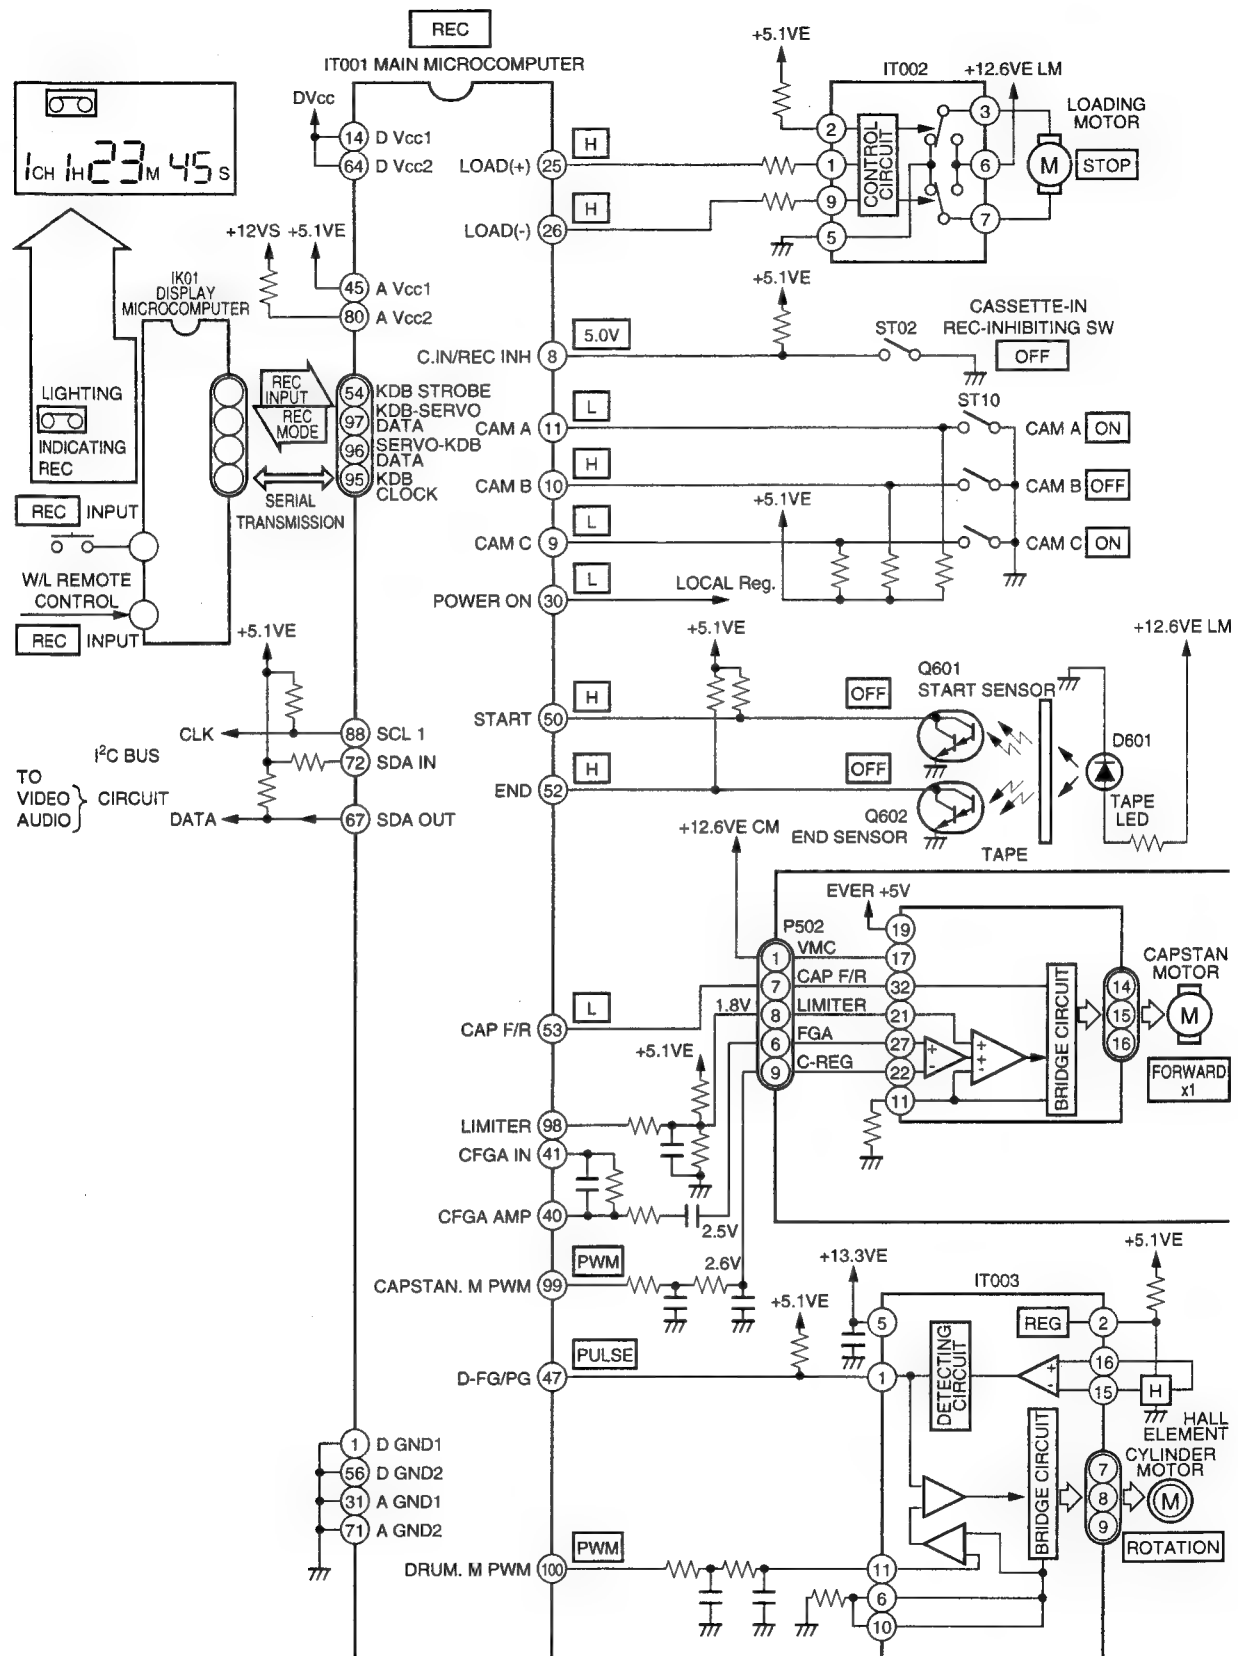 REC
IT001 MAIN MICROCOMPUTER
1CH 1H 23M 45S
DVcc
14 D Vcc1
64 D Vcc2
+12VS +5.1VE
45 A Vcc1
80 A Vcc2
IK01
DISPLAY
MICROCOMPUTER
LIGHTING
INDICATING
REC
REC
INPUT
REC
MODE
54 KDB STROBE
97 KDB-SERVO
DATA
96 SERVO-KDB
DATA
95 KDB
CLOCK
SERIAL
TRANSMISSION
REC INPUT
W/L REMOTE
CONTROL
REC INPUT
+5.1VE
CLK
88 SCL 1
I²C BUS
72 SDA IN
TO
VIDEO
AUDIO
CIRCUIT
DATA
67 SDA OUT
1 D GND1
56 D GND2
31 A GND1
71 A GND2
LOAD(+) 25 H
LOAD(-) 26 H
+5.1VE
IT002
+12.6VE LM
2
1
9
5
CONTROL
CIRCUIT
3
6
7
LOADING
MOTOR
M STOP
C.IN/REC INH 8 5.0V
+5.1VE
ST02
CASSETTE-IN
REC-INHIBITING SW
OFF
ST10
CAM A 11 L
CAM A ON
CAM B 10 H
CAM B OFF
+5.1VE
CAM C 9 L
CAM C ON
POWER ON 30 L
LOCAL Reg.
+5.1VE
+12.6VE LM
START 50 H
OFF
Q601
START SENSOR
END 52 H
OFF
Q602
END SENSOR
TAPE
D601
TAPE
LED
+12.6VE CM
EVER +5V
P502
19
1 VMC 17
7 CAP F/R 32
8 LIMITER 21
6 FGA 27
9 C-REG 22
11
+
-
+
+
-
BRIDGE CIRCUIT
14
15
16
CAPSTAN
MOTOR
M
FORWARD
x1
CAP F/R 53 L
1.8V
+5.1VE
LIMITER 98
CFGA IN 41
CFGA AMP 40
2.5V
2.6V
CAPSTAN. M PWM 99 PWM
+13.3VE
+5.1VE
+5.1VE
IT003
5
REG 2
D-FG/PG 47 PULSE
1
DETECTING
CIRCUIT
+
-
16
15
H
HALL
ELEMENT
BRIDGE CIRCUIT
7
8
9
CYLINDER
MOTOR
M
ROTATION
DRUM. M PWM 100 PWM
11
6
10